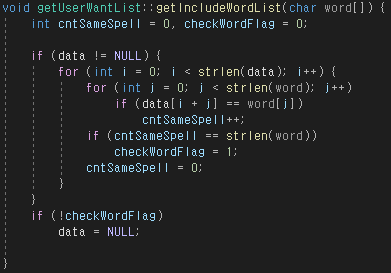 void getUserWantList::getIncludeWordList(char word[]) {
    int cntSameSpell = 0, checkWordFlag = 0;

    if (data != NULL) {
        for (int i = 0; i < strlen(data); i++) {
            for (int j = 0; j < strlen(word); j++)
                if (data[i + j] == word[j])
                    cntSameSpell++;
            if (cntSameSpell == strlen(word))
                checkWordFlag = 1;
            cntSameSpell = 0;
        }
    }
    if (!checkWordFlag)
        data = NULL;

}